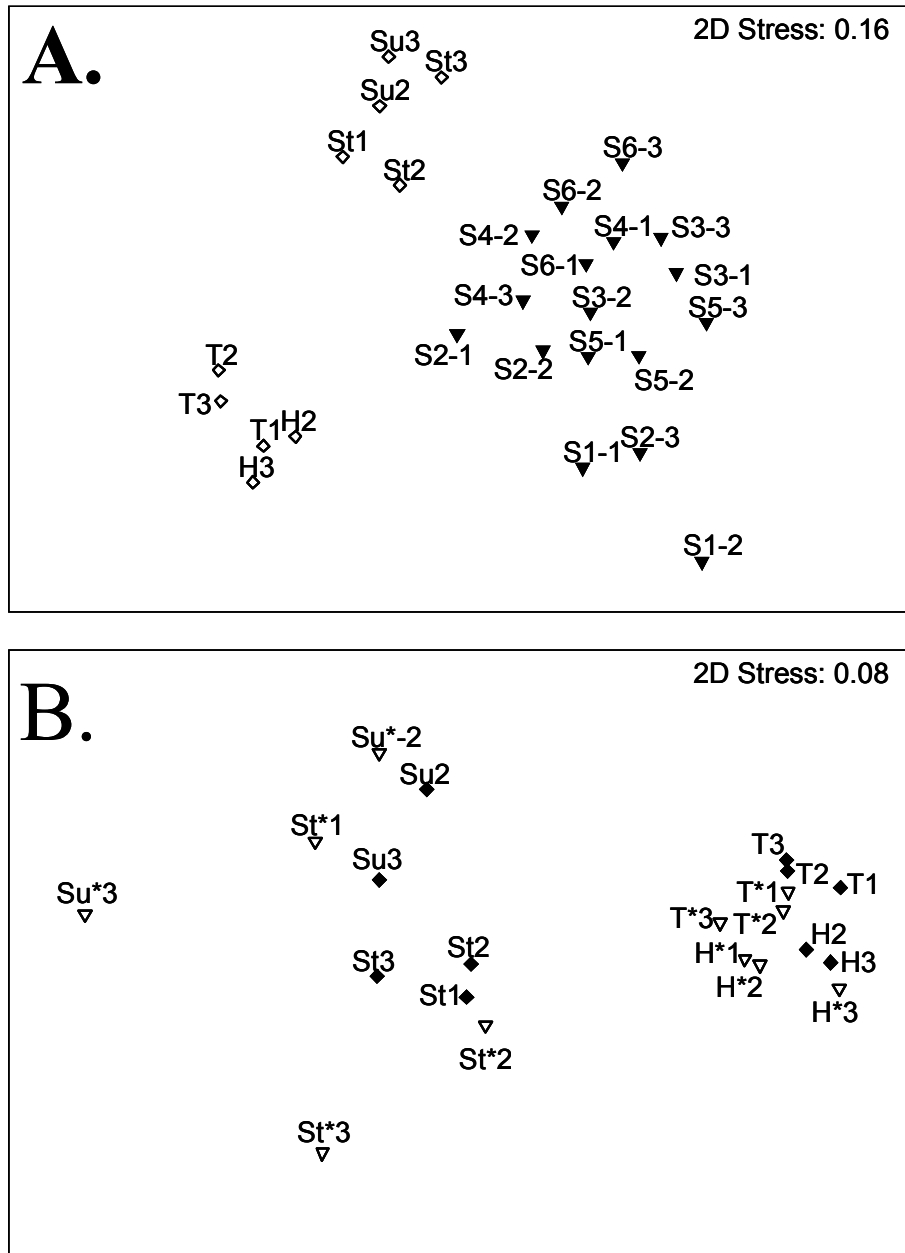 A.
2D Stress: 0.16
Su3
St3
Su2
St1
St2
S6-3
S6-2
S4-2
S4-1
S3-3
S6-1
S3-1
S4-3
S3-2
S5-3
S2-1
S2-2
S5-1
S5-2
T2
T3
T1
H2
H3
S1-1
S2-3
S1-2
B.
2D Stress: 0.08
Su*-2
Su2
St*1
Su3
Su*3
St3
St2
St1
St*2
St*3
T3
T2
T1
T*1
T*3
T*2
H2
H*1
H3
H*2
H*3